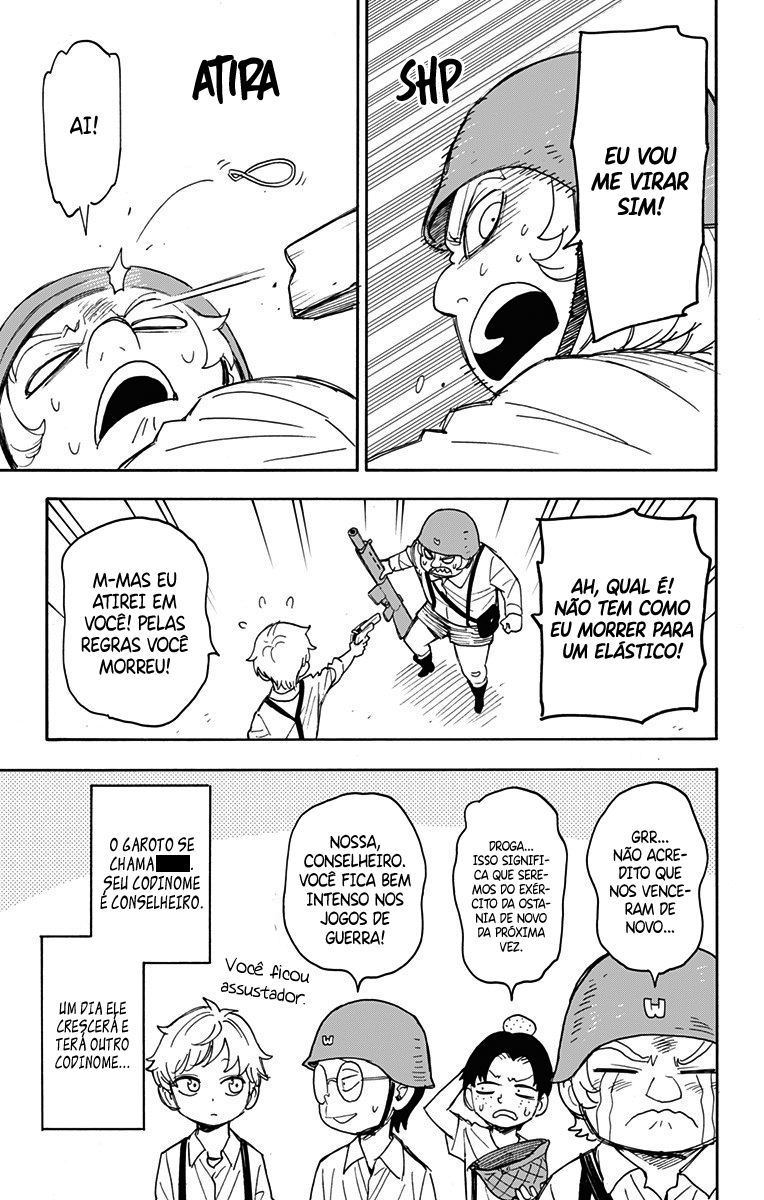 EU VOU
ME VIRAR
SIM!
SHP
ATIRA
AI!
AH, QUAL É!
NÃO TEM COMO
EU MORRER PARA
UM ELÁSTICO!
M-MAS EU
ATIREI EM
VOCÊ! PELAS
REGRAS VOCÊ
MORREU!
W
GRR...
NÃO ACRE-
DITO QUE
NOS VENCE-
RAM DE
NOVO...
DROGA...
ISSO SIGNIFI-
CA QUE SERE-
MOS DO EXÉR-
CITO DA OSTA-
NIA DE NOVO
DA PRÓXIMA
VEZ.
NOSSA,
CONSELHEIRO.
VOCÊ FICA BEM
INTENSO NOS
JOGOS DE
GUERRA!
Você ficou
assustador.
O GAROTO SE
CHAMA
.
SEU CODINOME
É CONSELHEIRO.
UM DIA ELE
CRESCERÁ E
TERÁ OUTRO
CODINOME...
W
W